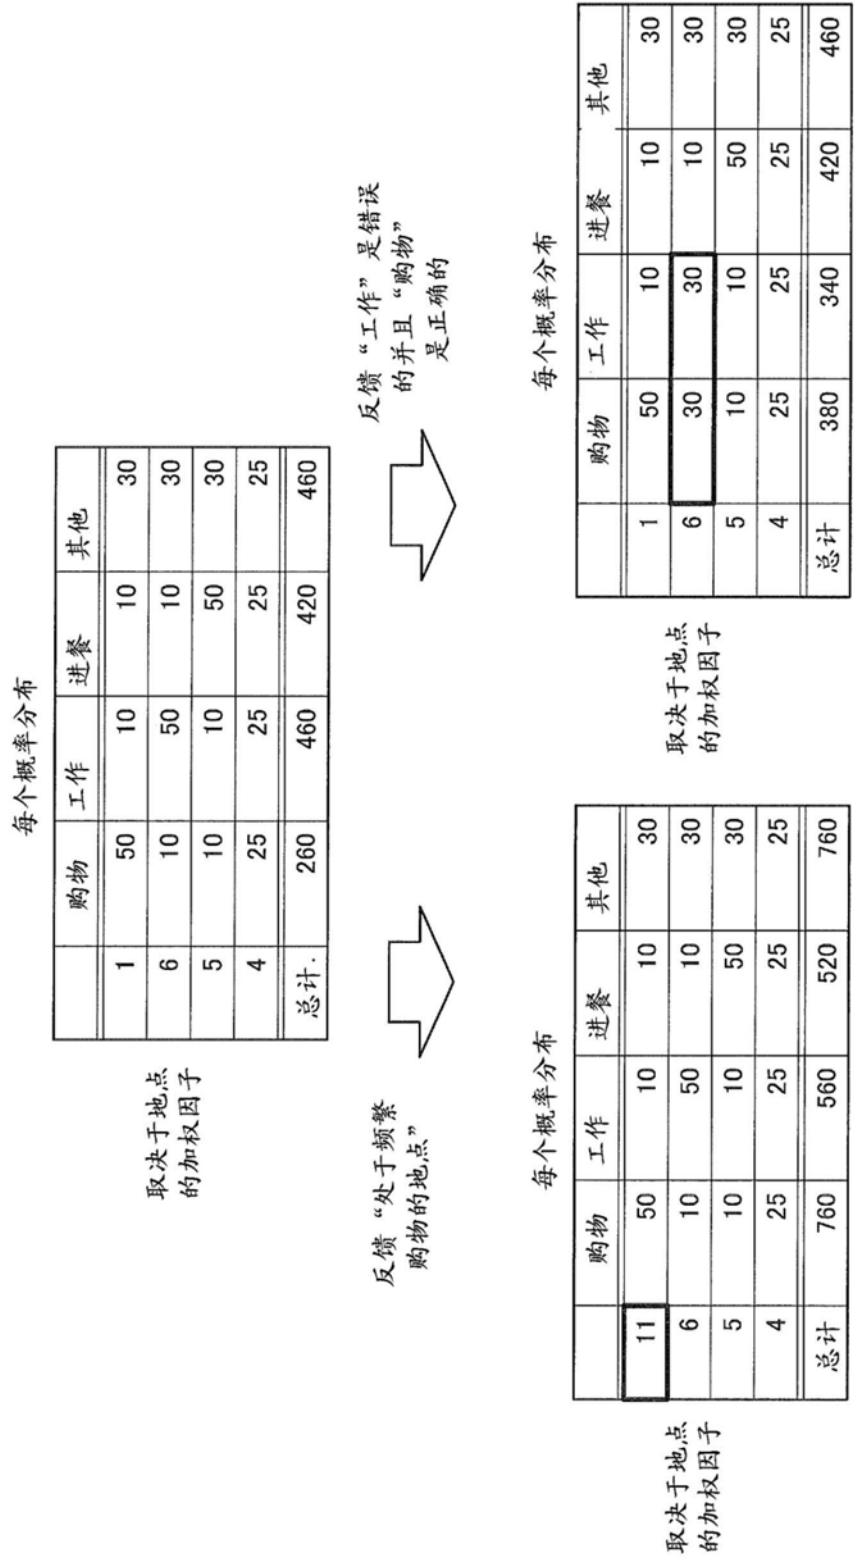 每个概率分布
购物 工作 进餐 其他
1 50 10 10 30
6 10 50 10 30
5 10 10 50 30
4 25 25 25 25
总计. 260 460 420 460
取决于地点
的加权因子
反馈“处于频繁
购物的地点”
反馈“工作”是错误
的并且“购物”
是正确的
每个概率分布
购物 工作 进餐 其他
11 50 10 10 30
6 10 50 10 30
5 10 10 50 30
4 25 25 25 25
总计 760 560 520 760
取决于地点
的加权因子
每个概率分布
购物 工作 进餐 其他
1 50 10 10 30
6 30 30 10 30
5 10 10 50 30
4 25 25 25 25
总计 380 340 420 460
取决于地点
的加权因子